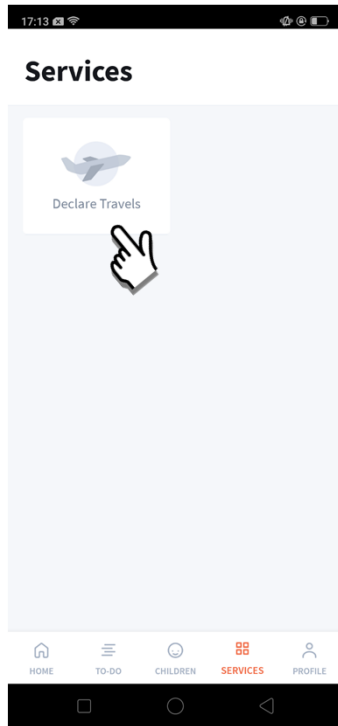 17:13
Services
Declare Travels
HOME TO-DO CHILDREN SERVICES PROFILE